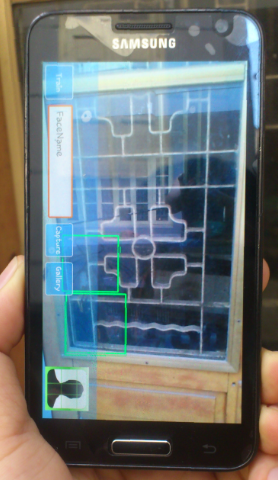 SAMSUNG
Train
FaceName
Capture
Gallery